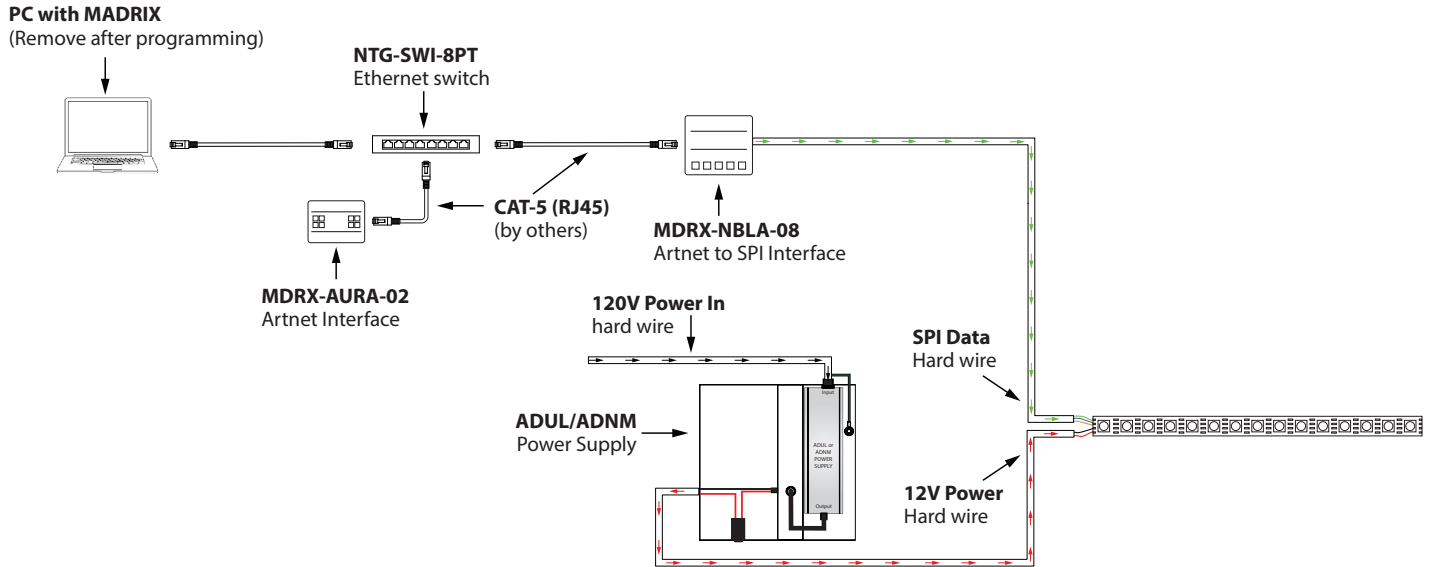 PC with MADRIX
(Remove after programming)
NTG-SWI-8PT
Ethernet switch
CAT-5 (RJ45)
(by others)
MDRX-NBLA-08
Artnet to SPI Interface
MDRX-AURA-02
Artnet Interface
120V Power In
hard wire
SPI Data
Hard wire
ADUL/ADNM
Power Supply
Input
ADUL or
ADNM
POWER
SUPPLY
Output
12V Power
Hard wire